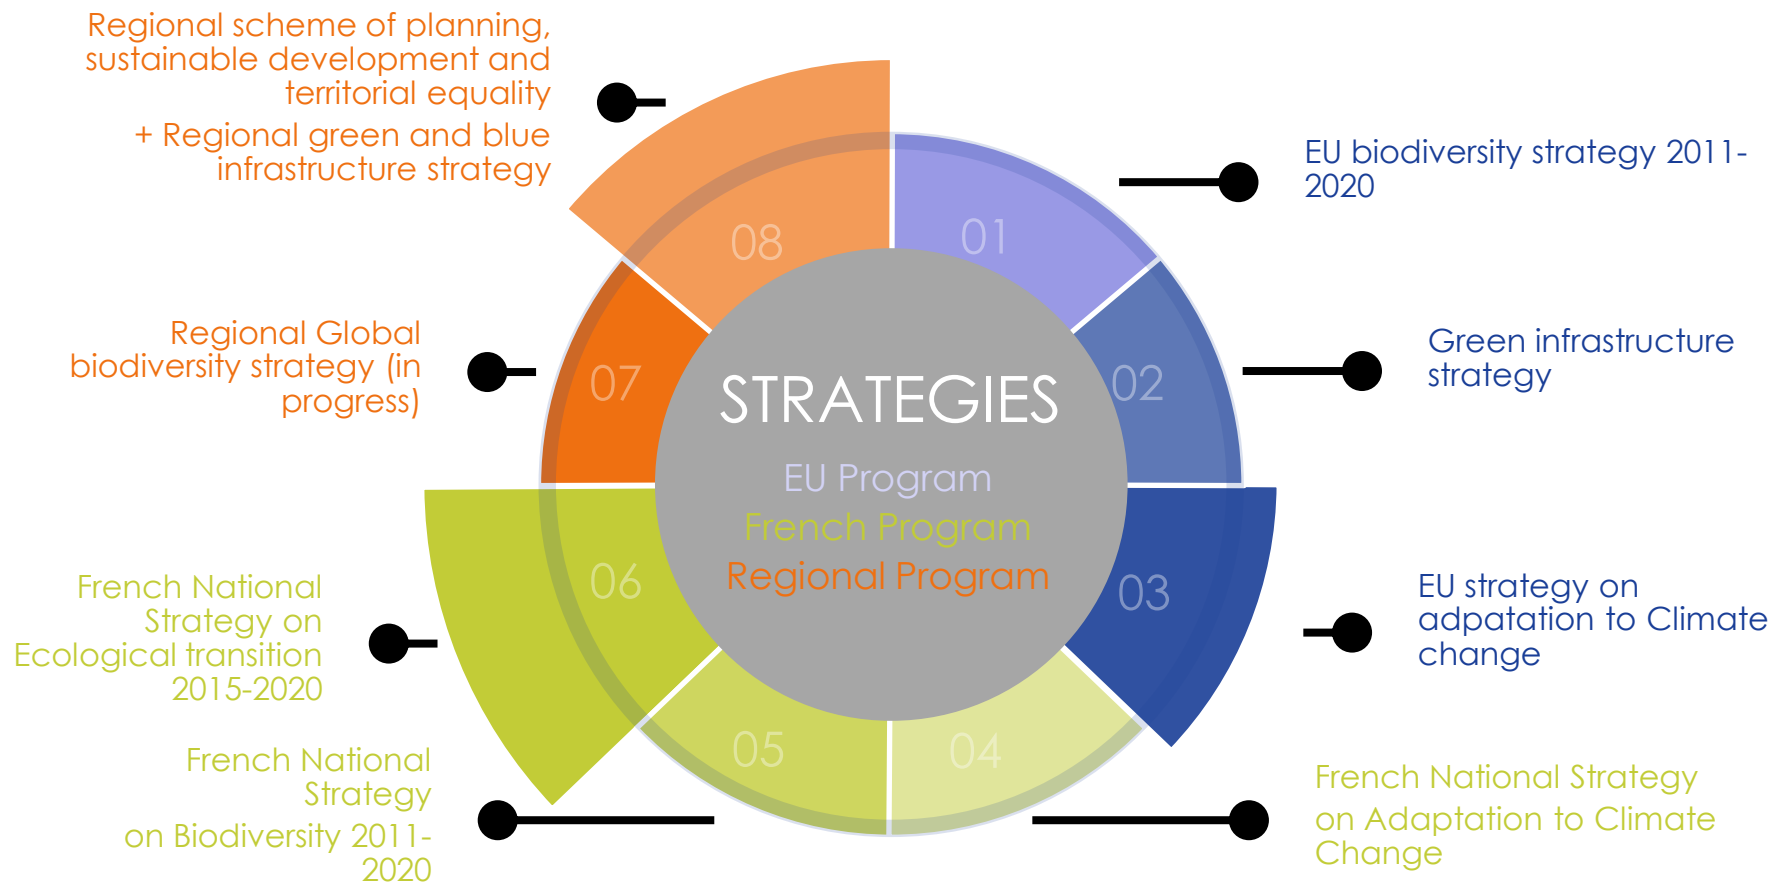 Regional scheme of planning,
sustainable development and
territorial equality
+ Regional green and blue
infrastructure strategy
08
01
EU biodiversity strategy 2011-
2020
Regional Global
biodiversity strategy (in
progress)
07
02
Green infrastructure
strategy
STRATEGIES
EU Program
French Program
Regional Program
French National
Strategy on
Ecological transition
2015-2020
06
03
EU strategy on
adpatation to Climate
change
French National
Strategy
on Biodiversity 2011-
2020
05
04
French National Strategy
on Adaptation to Climate
Change